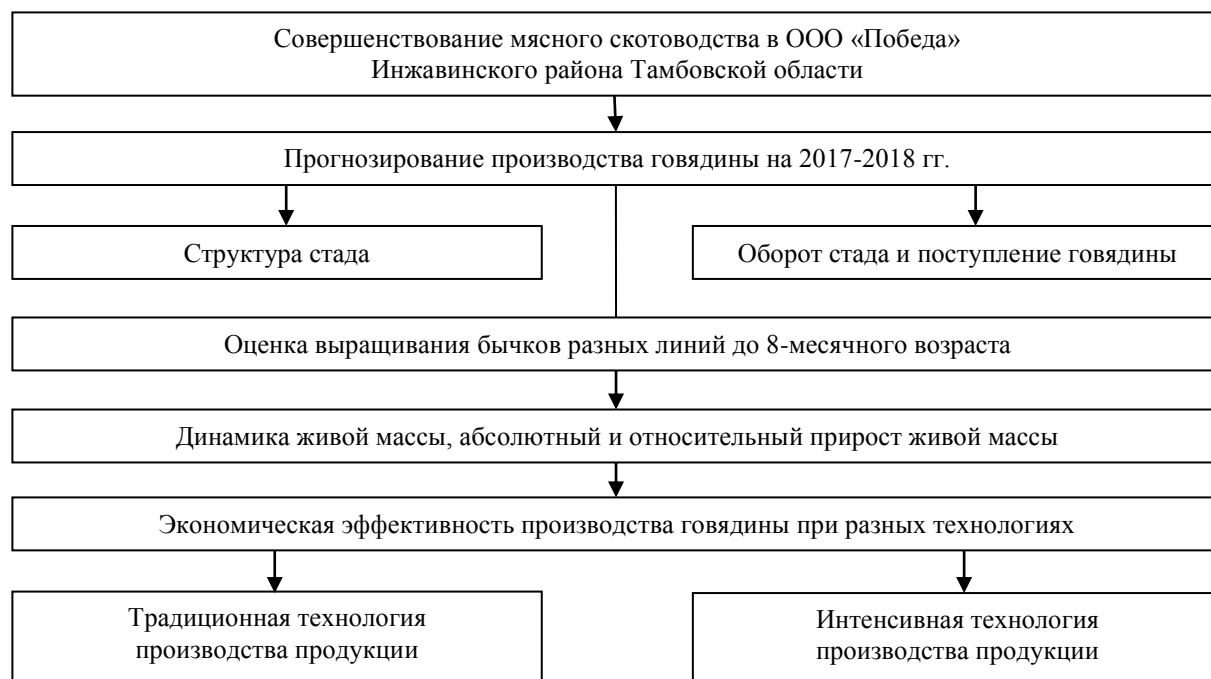 Совершенствование мясного скотоводства в ООО «Победа»
Инжавинского района Тамбовской области
Прогнозирование производства говядины на 2017-2018 гг.
Структура стада
Оборот стада и поступление говядины
Оценка выращивания бычков разных линий до 8-месячного возраста
Динамика живой массы, абсолютный и относительный прирост живой массы
Экономическая эффективность производства говядины при разных технологиях
Традиционная технология
производства продукции
Интенсивная технология
производства продукции